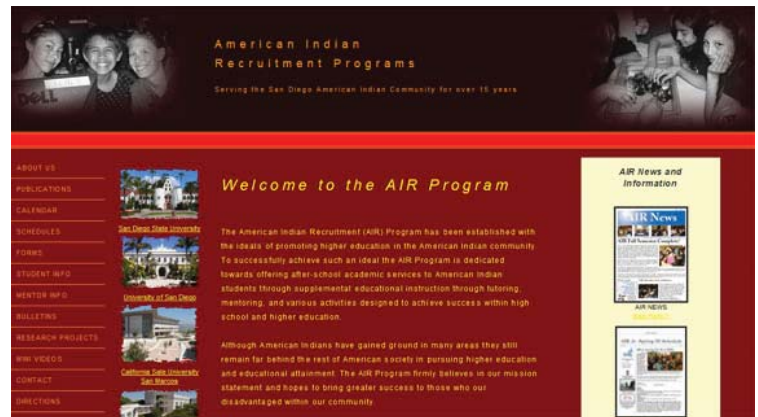 American Indian
Recruitment Programs
Serving the San Diego American Indian Community for over 15 years
DELL
ABOUT US
PUBLICATIONS
CALENDAR
SCHEDULES
FORMS
STUDENT INFO
MENTOR INFO
BULLETINS
RESEARCH PROJECTS
MINI VIDEOS
CONTACT
DIRECTIONS
San Diego State University
University of San Diego
California Sate University
San Marcos
Welcome to the AIR Program
The American Indian Recruitment (AIR) Program has been established with
the ideals of promoting higher education in the American Indian community.
To successfully achieve such an ideal the AIR Program is dedicated
towards offering after-school academic services to American Indian
students through supplemental educational instruction through tutoring,
mentoring, and various activities designed to achieve success within high
school and higher education.
Although American Indians have gained ground in many areas they still
remain far behind the rest of American society in pursuing higher education
and educational attainment. The AIR Program firmly believes in our mission
statement and hopes to bring greater success to those who our
disadvantaged within our community.
AIR News and
Information
AIR News
AIR Fall Semester Complete!
AIR NEWS